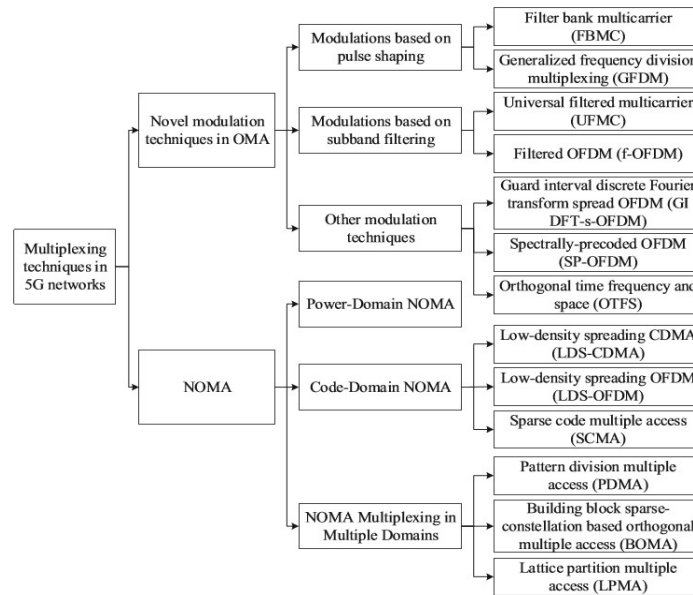 Filter bank multicarrier
(FBMC)
Modulations based on
pulse shaping
Generalized frequency division
multiplexing (GFDM)
Novel modulation
techniques in OMA
Modulations based on
subband filtering
Universal filtered multicarrier
(UFMC)
Filtered OFDM (f-OFDM)
Other modulation
techniques
Guard interval discrete Fourier
transform spread OFDM (GI
DFT-s-OFDM)
Spectrally-precoded OFDM
(SP-OFDM)
Orthogonal time frequency and
space (OTFS)
Multiplexing
techniques in
5G networks
NOMA
Power-Domain NOMA
Code-Domain NOMA
Low-density spreading CDMA
(LDS-CDMA)
Low-density spreading OFDM
(LDS-OFDM)
Sparse code multiple access
(SCMA)
NOMA Multiplexing in
Multiple Domains
Pattern division multiple
access (PDMA)
Building block sparse-
constellation based orthogonal
multiple access (BOMA)
Lattice partition multiple
access (LPMA)